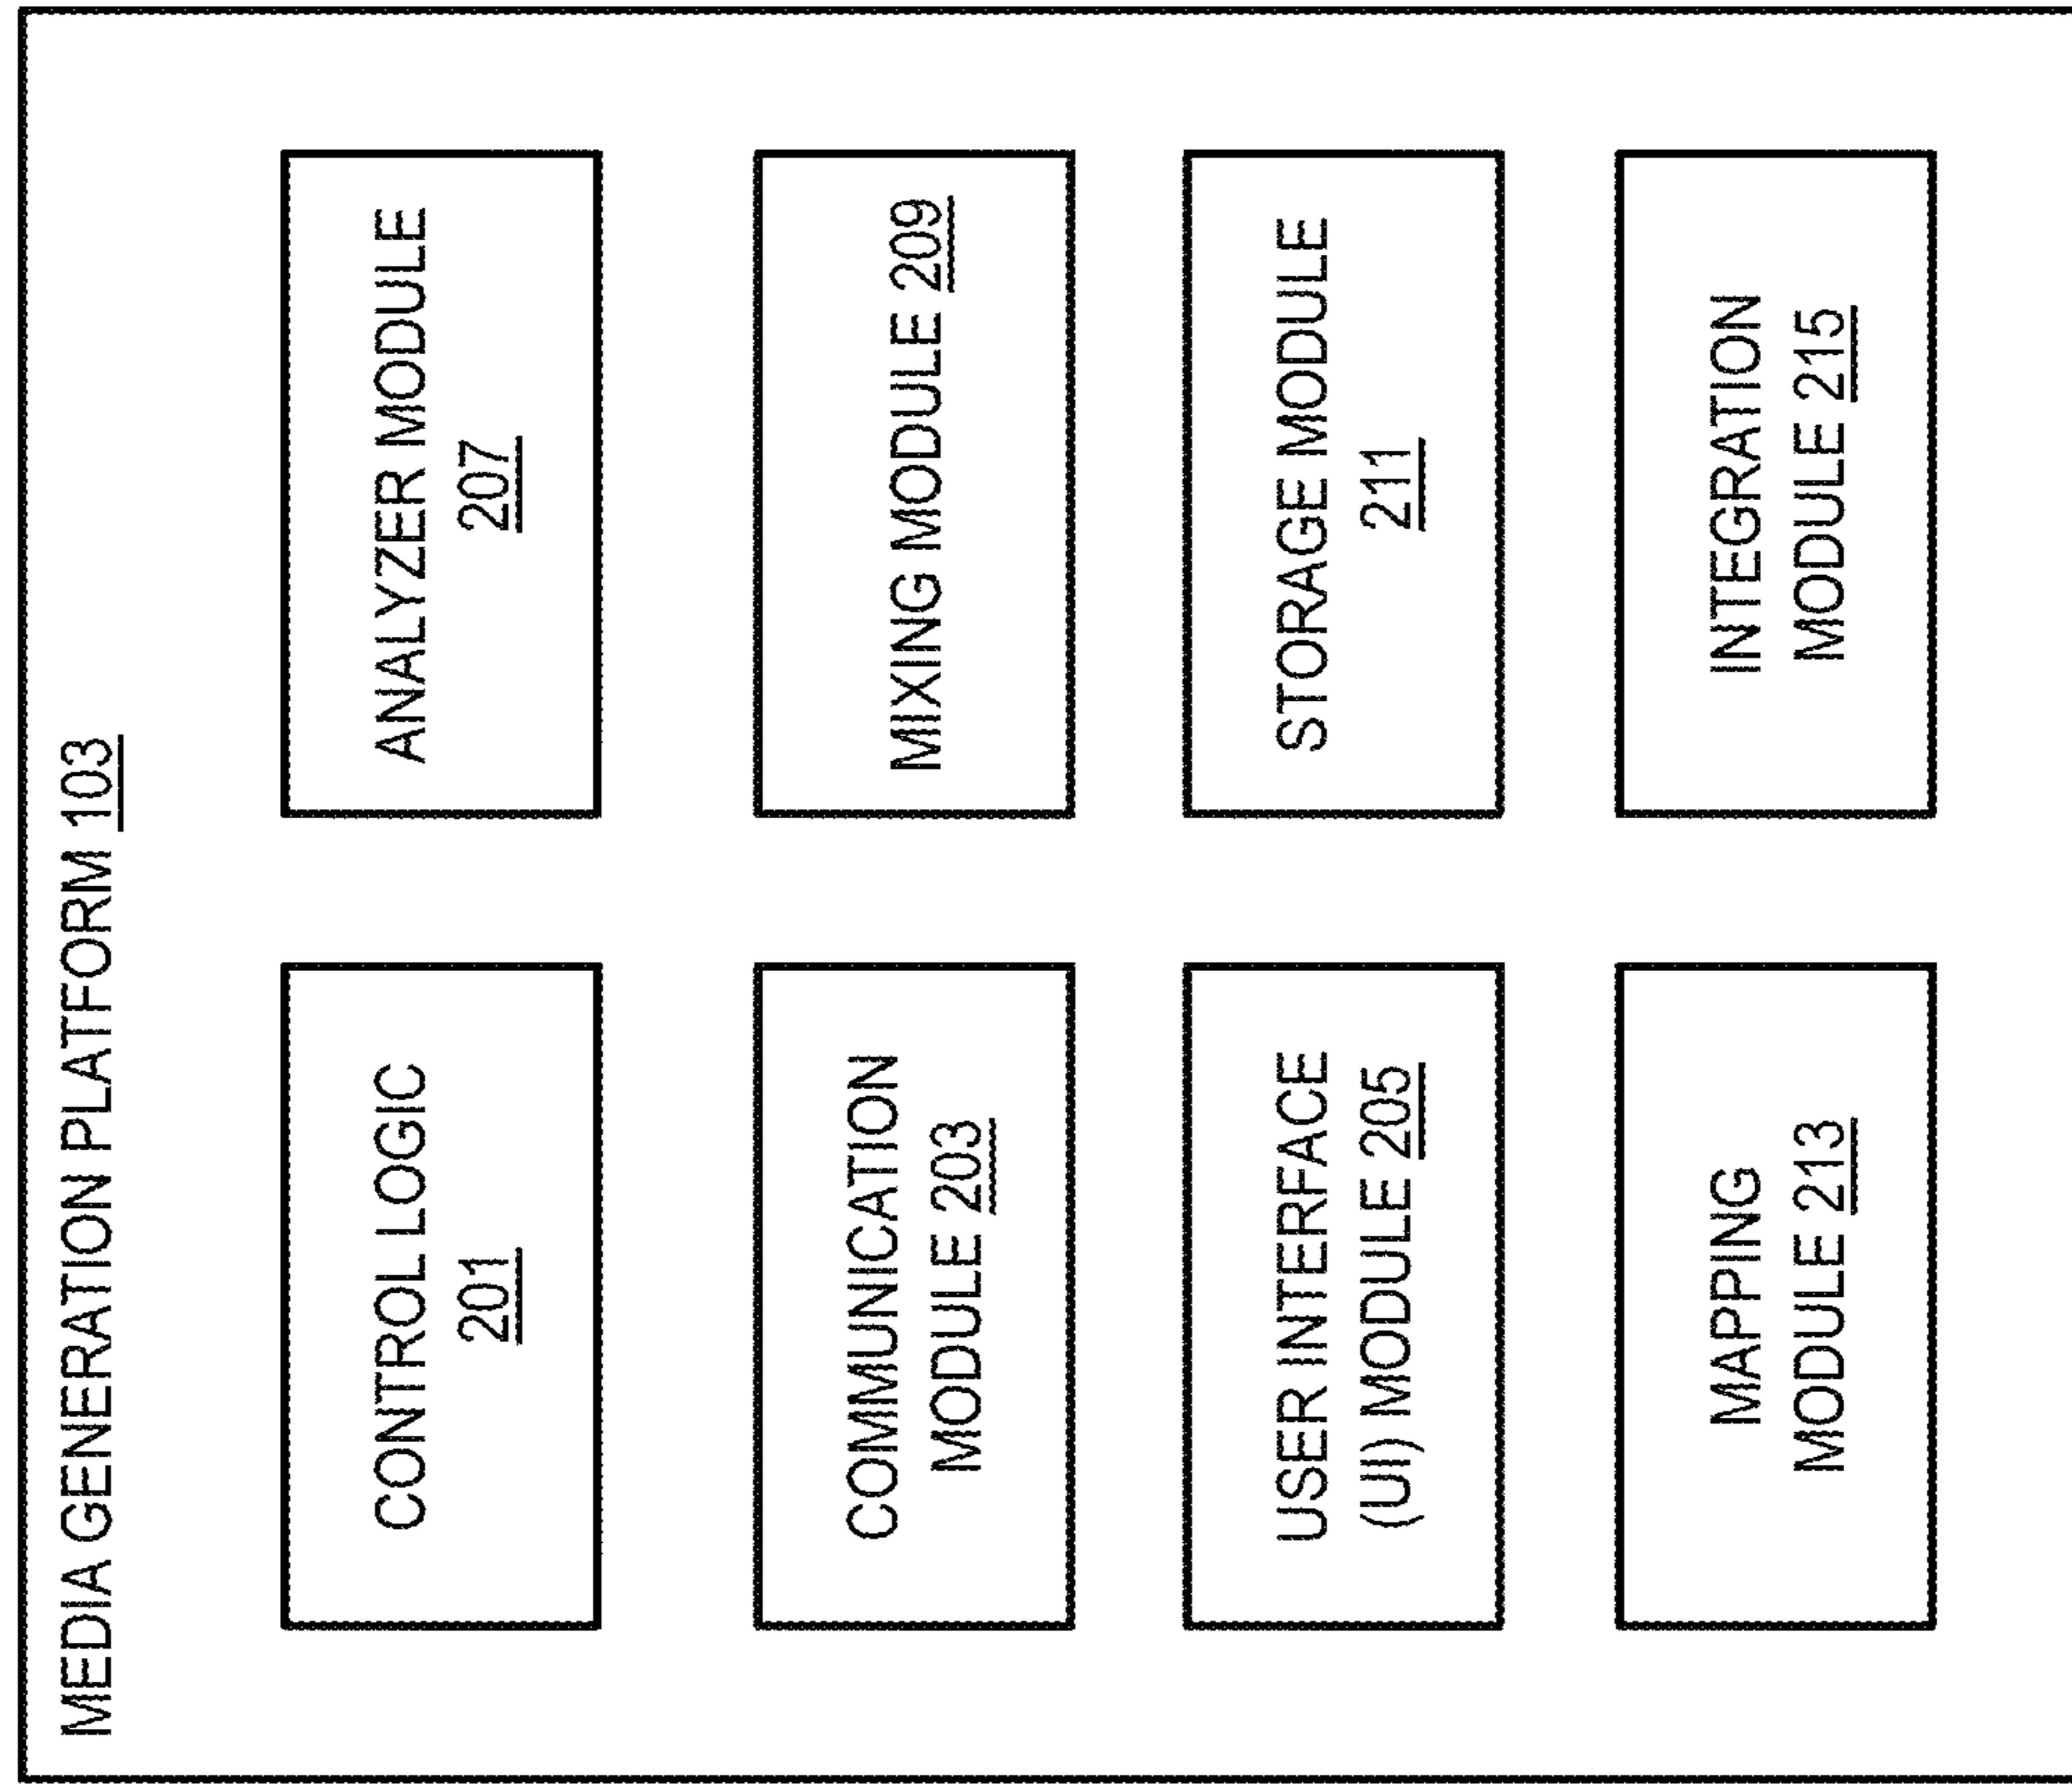 MEDIA GENERATION PLATFORM 103
CONTROL LOGIC
201
ANALYZER MODULE
207
COMMUNICATION
MODULE 203
MIXING MODULE 209
USER INTERFACE
(UI) MODULE 205
STORAGE MODULE
211
MAPPING
MODULE 213
INTEGRATION
MODULE 215